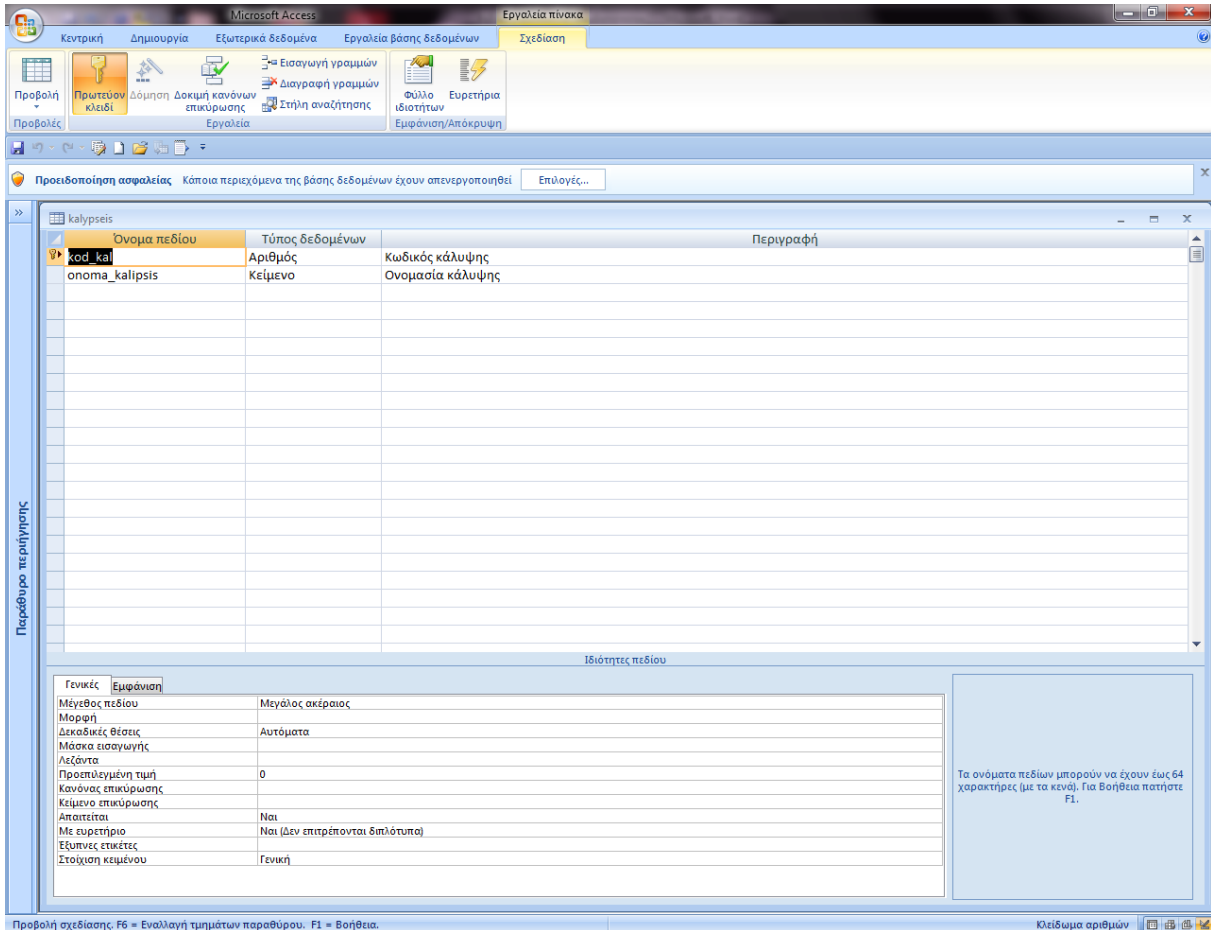 Microsoft Access
Εργαλεία πίνακα
Κεντρική Δημιουργία Εξωτερικά δεδομένα Εργαλεία βάσης δεδομένων Σχεδίαση
Προβολή
Πρωτεύον κλειδί
Δόμηση
Δοκιμή κανόνων επικύρωσης
Εισαγωγή γραμμών
Διαγραφή γραμμών
Στήλη αναζήτησης
Φύλλο ιδιοτήτων
Ευρετήρια
Προβολές Εργαλεία Εμφάνιση/Απόκρυψη
Προειδοποίηση ασφαλείας Κάποια περιεχόμενα της βάσης δεδομένων έχουν απενεργοποιηθεί Επιλογές...
kalypseis
Όνομα πεδίου Τύπος δεδομένων Περιγραφή
kod_kal Αριθμός Κωδικός κάλυψης
onoma_kalipsis Κείμενο Ονομασία κάλυψης
Παράθυρο περιήγησης
Ιδιότητες πεδίου
Γενικές Εμφάνιση
Μέγεθος πεδίου Μεγάλος ακέραιος
Μορφή
Δεκαδικές θέσεις Αυτόματα
Μάσκα εισαγωγής
Λεζάντα
Προεπιλεγμένη τιμή 0
Κανόνας επικύρωσης
Κείμενο επικύρωσης
Απαιτείται Ναι
Με ευρετήριο Ναι (Δεν επιτρέπονται διπλότυπα)
Έξυπνες ετικέτες
Στοίχιση κειμένου Γενική
Τα ονόματα πεδίων μπορούν να έχουν έως 64
χαρακτήρες (με τα κενά). Για Βοήθεια πατήστε
F1.
Προβολή σχεδίασης. F6 = Εναλλαγή τμημάτων παραθύρου. F1 = Βοήθεια. Κλείδωμα αριθμών